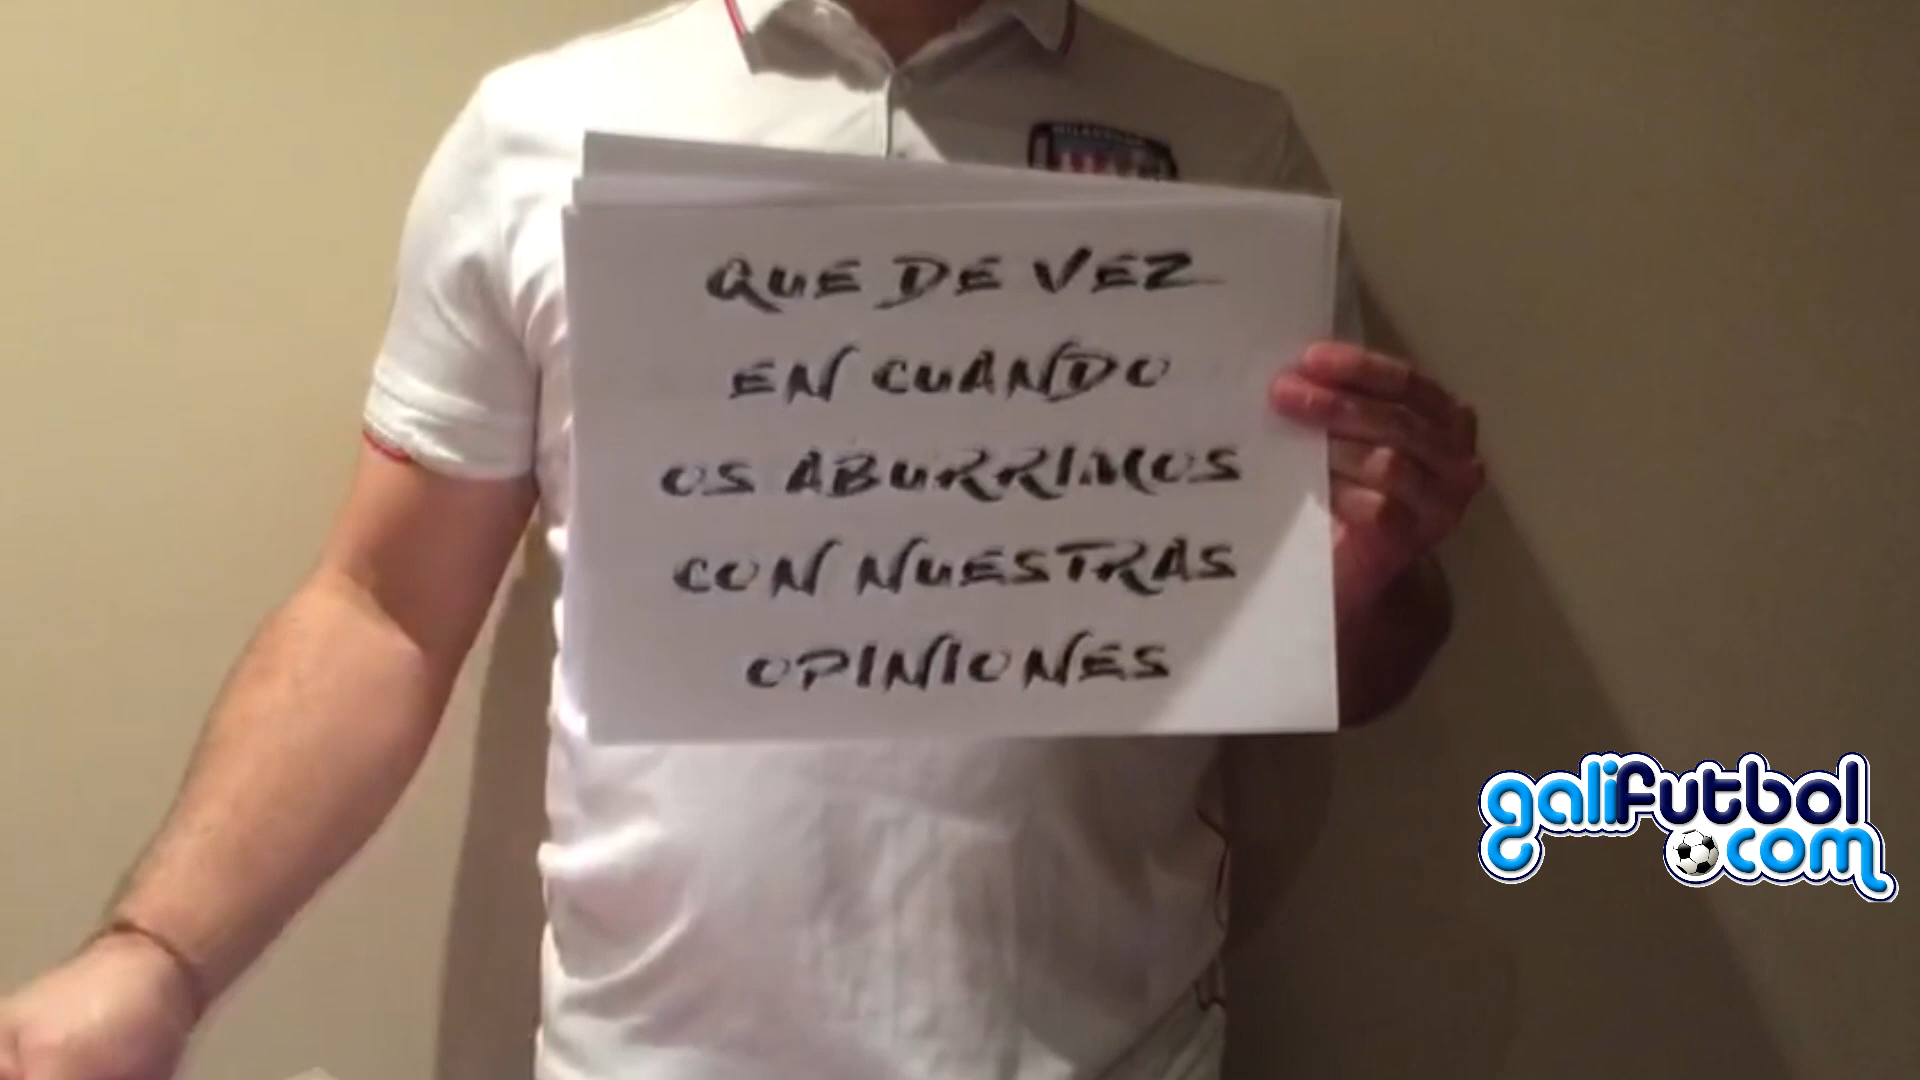 QUE DE VEZ
EN CUANDO
OS ABURRIMOS
CON NUESTRAS
OPINIONES
galifutbol
.com